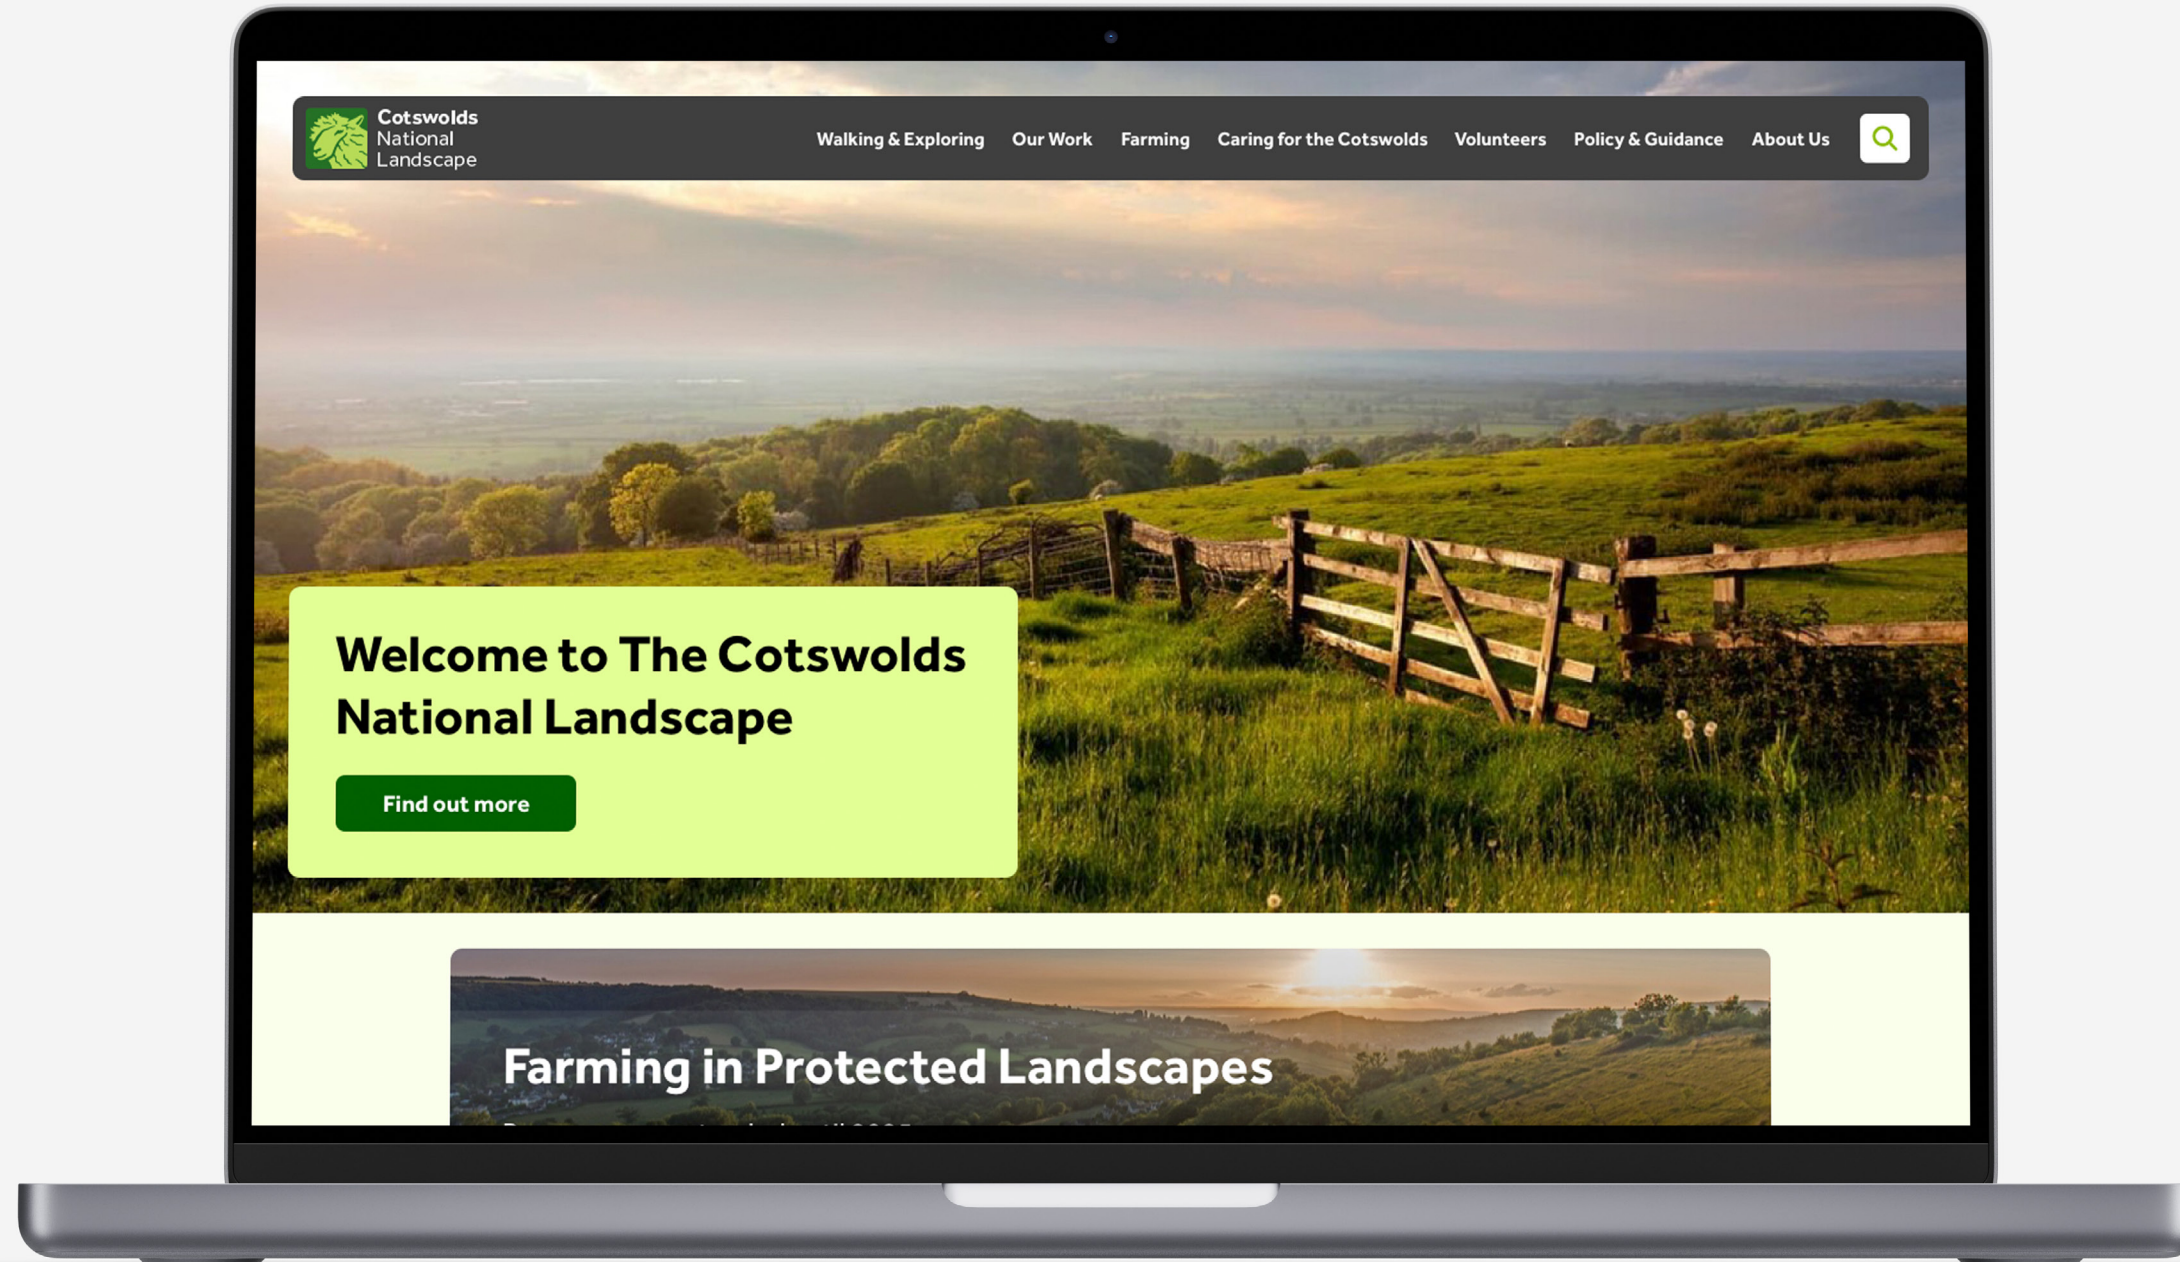 Cotswolds
National
Landscape
Walking & Exploring Our Work Farming Caring for the Cotswolds Volunteers Policy & Guidance About Us
Welcome to The Cotswolds
National Landscape
Find out more
Farming in Protected Landscapes